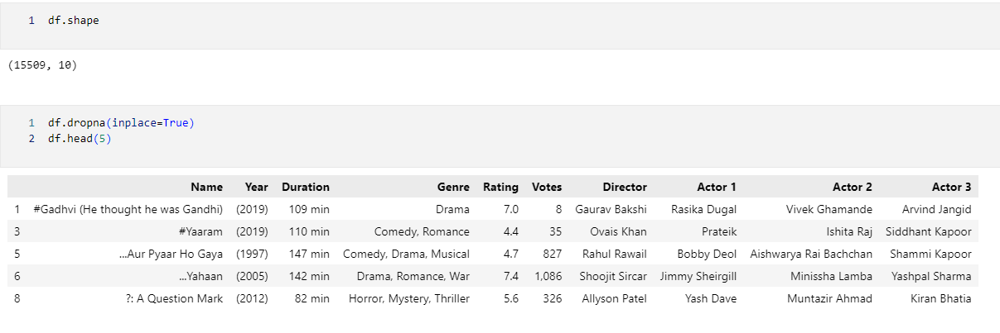 1 df.shape
(15509, 10)
1 df.dropna(inplace=True)
2 df.head(5)
Name Year Duration Genre Rating Votes Director Actor 1 Actor 2 Actor 3
1 #Gadhvi (He thought he was Gandhi) (2019) 109 min Drama 7.0 8 Gaurav Bakshi Rasika Dugal Vivek Ghamande Arvind Jangid
3 #Yaaram (2019) 110 min Comedy, Romance 4.4 35 Ovais Khan Prateik Ishita Raj Siddhant Kapoor
5 ...Aur Pyaar Ho Gaya (1997) 147 min Comedy, Drama, Musical 4.7 827 Rahul Rawail Bobby Deol Aishwarya Rai Bachchan Shammi Kapoor
6 ...Yahaan (2005) 142 min Drama, Romance, War 7.4 1,086 Shoojit Sircar Jimmy Sheirgill Minissha Lamba Yashpal Sharma
8 ?: A Question Mark (2012) 82 min Horror, Mystery, Thriller 5.6 326 Allyson Patel Yash Dave Muntazir Ahmad Kiran Bhatia